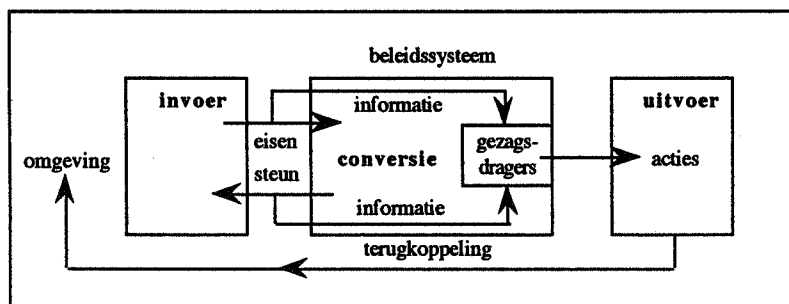 beleidssysteem
invoer
informatie
uitvoer
eisen
gezags-
dragers
omgeving
steun
conversie
acties
informatie
terugkoppeling